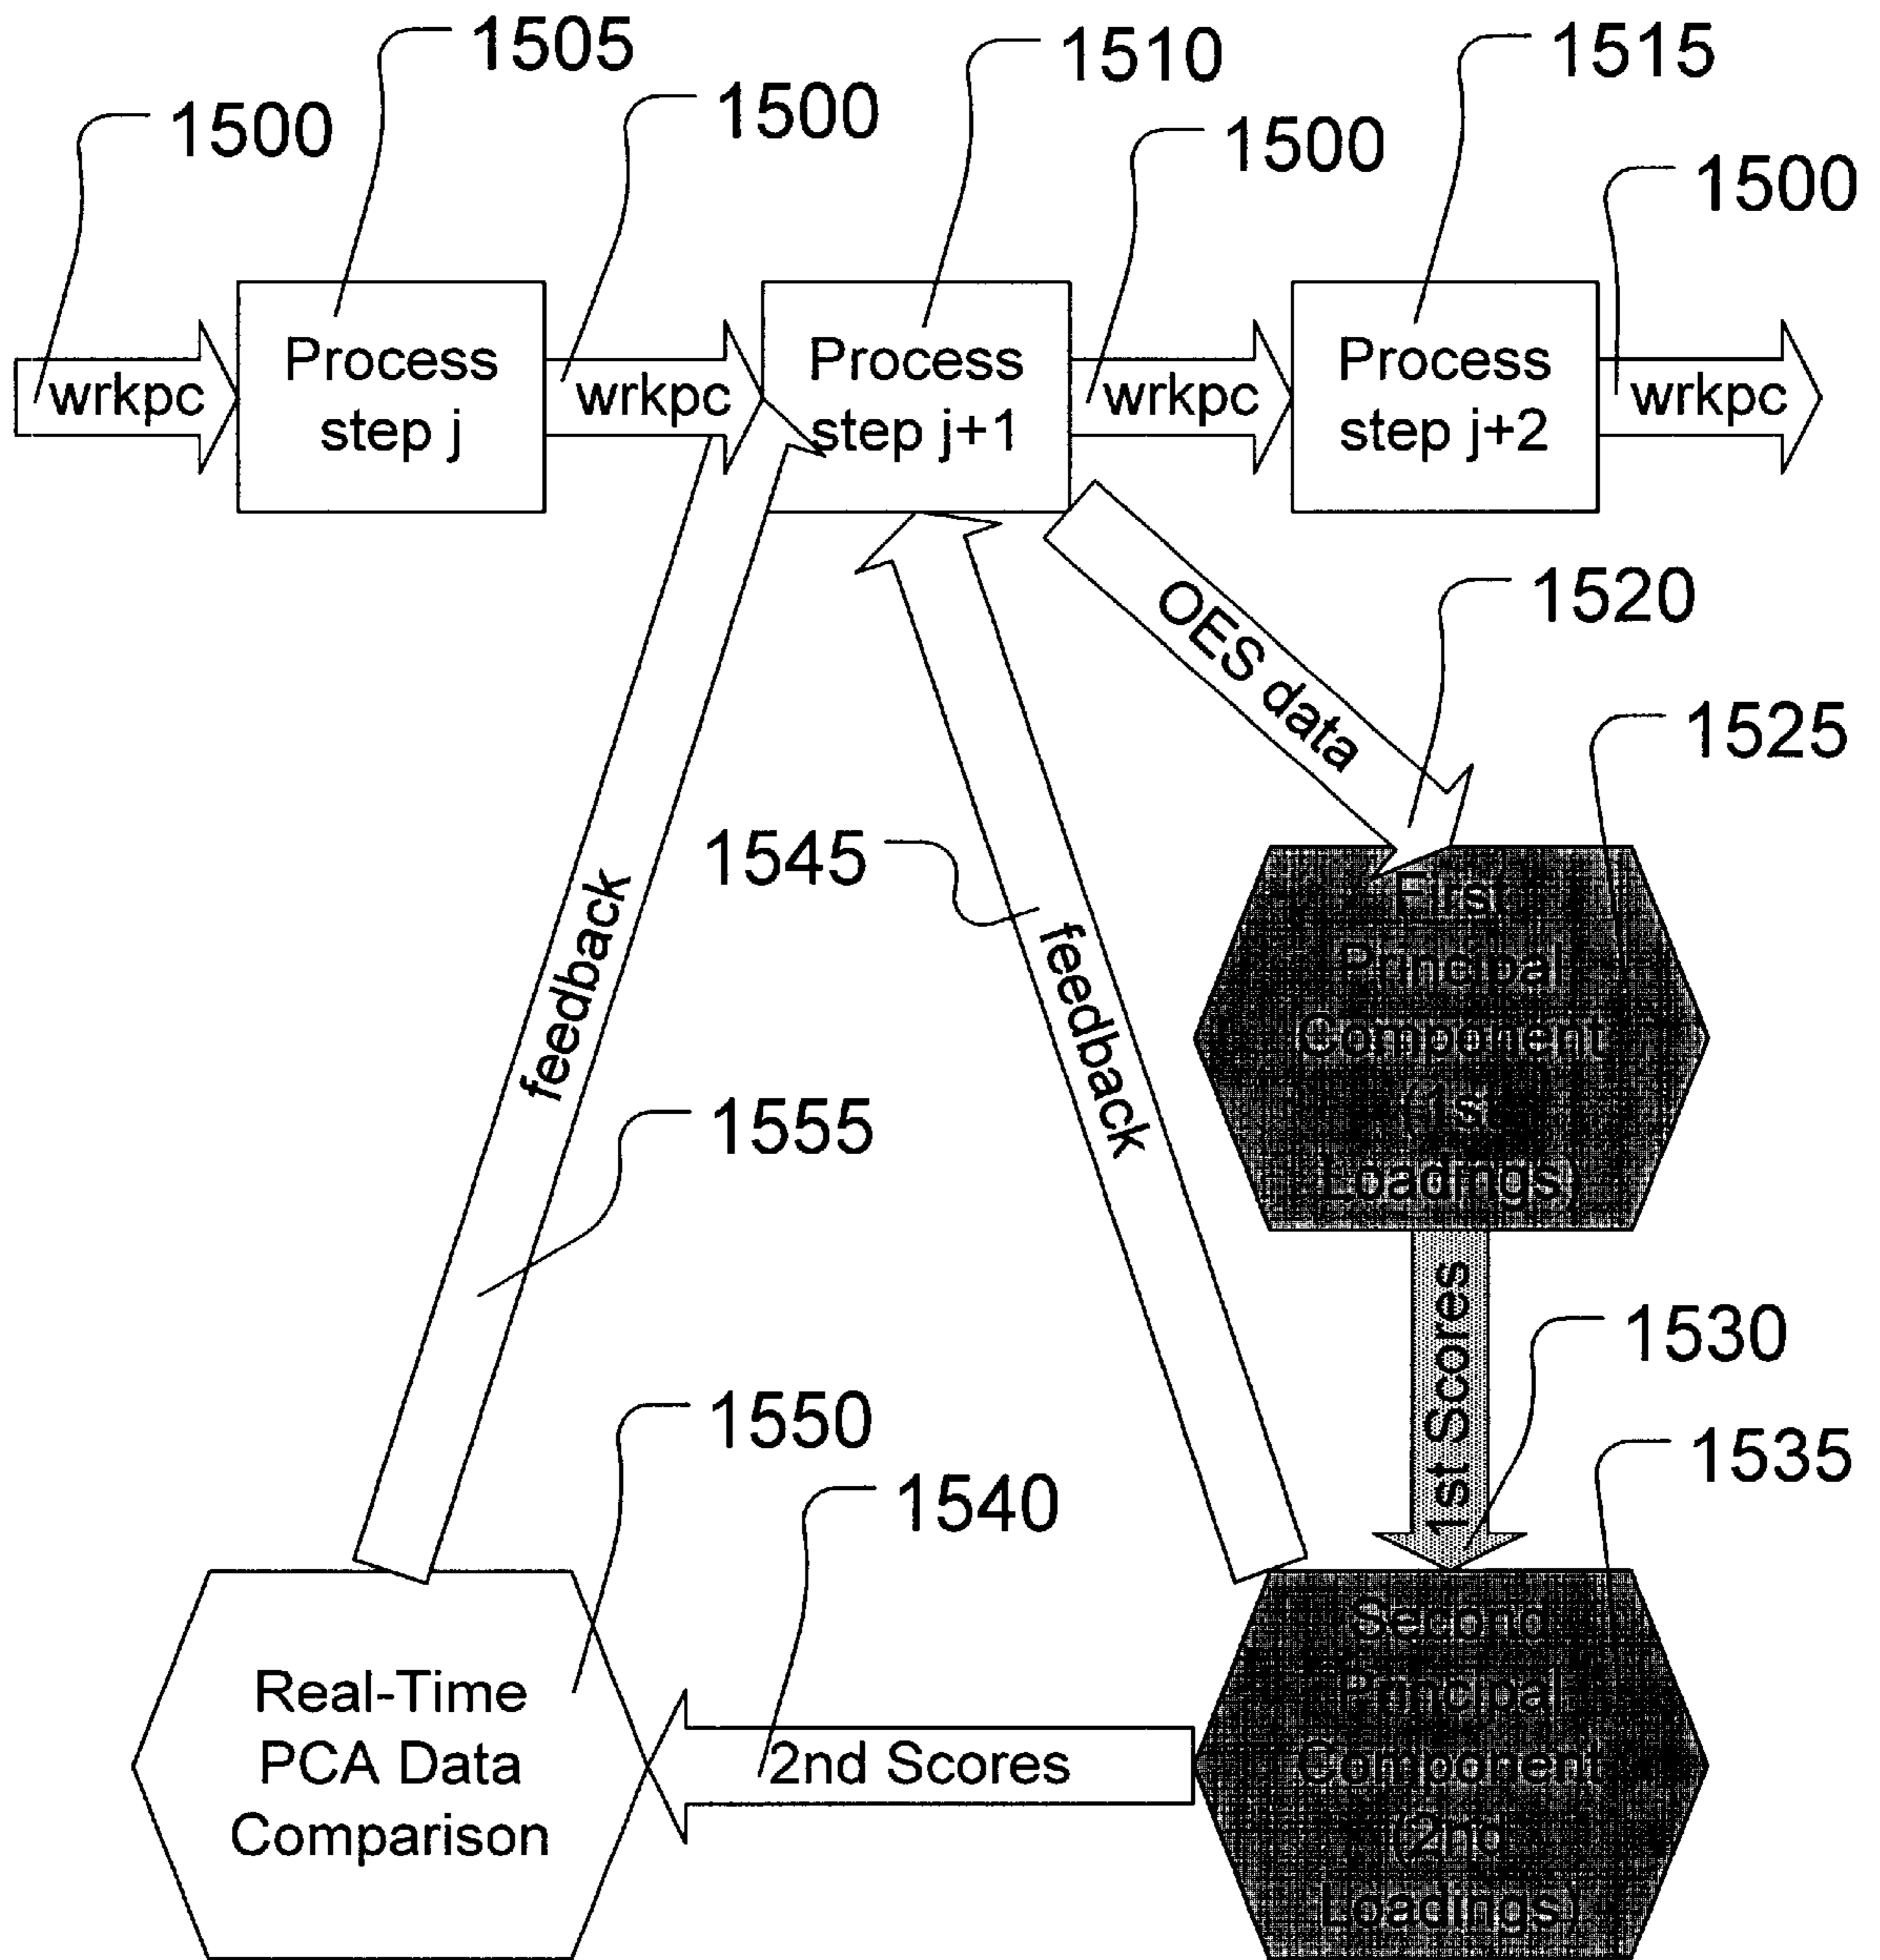 1505
1510
1515
1500
1500
1500
1500
wrkpc
Process
step j
wrkpc
Process
step j+1
wrkpc
Process
step j+2
wrkpc
OES data
1520
1525
1545
feedback
feedback
First
Principal
Component
(1st
Loadings)
1555
1st Scores
1530
1535
1550
1540
Real-Time
PCA Data
Comparison
2nd Scores
Second
Principal
Component
(2nd
Loadings)